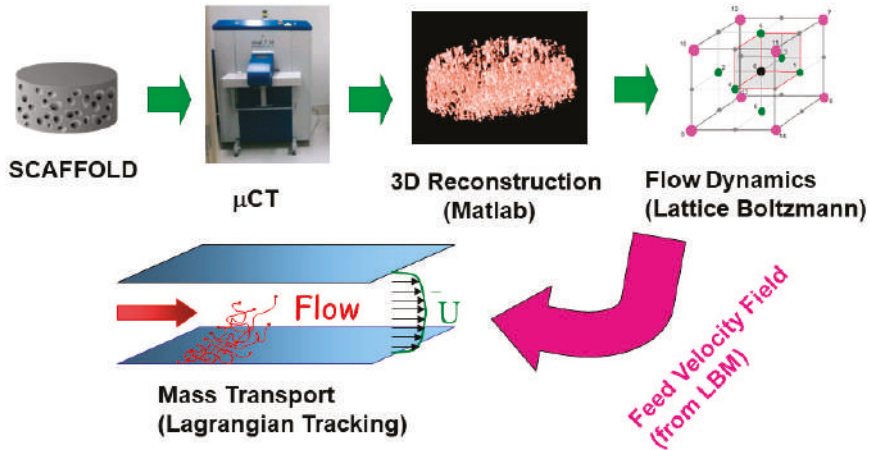 SCAFFOLD
μCT
3D Reconstruction
(Matlab)
Flow Dynamics
(Lattice Boltzmann)
Flow
U
Mass Transport
(Lagrangian Tracking)
Feed Velocity Field
(from LBM)